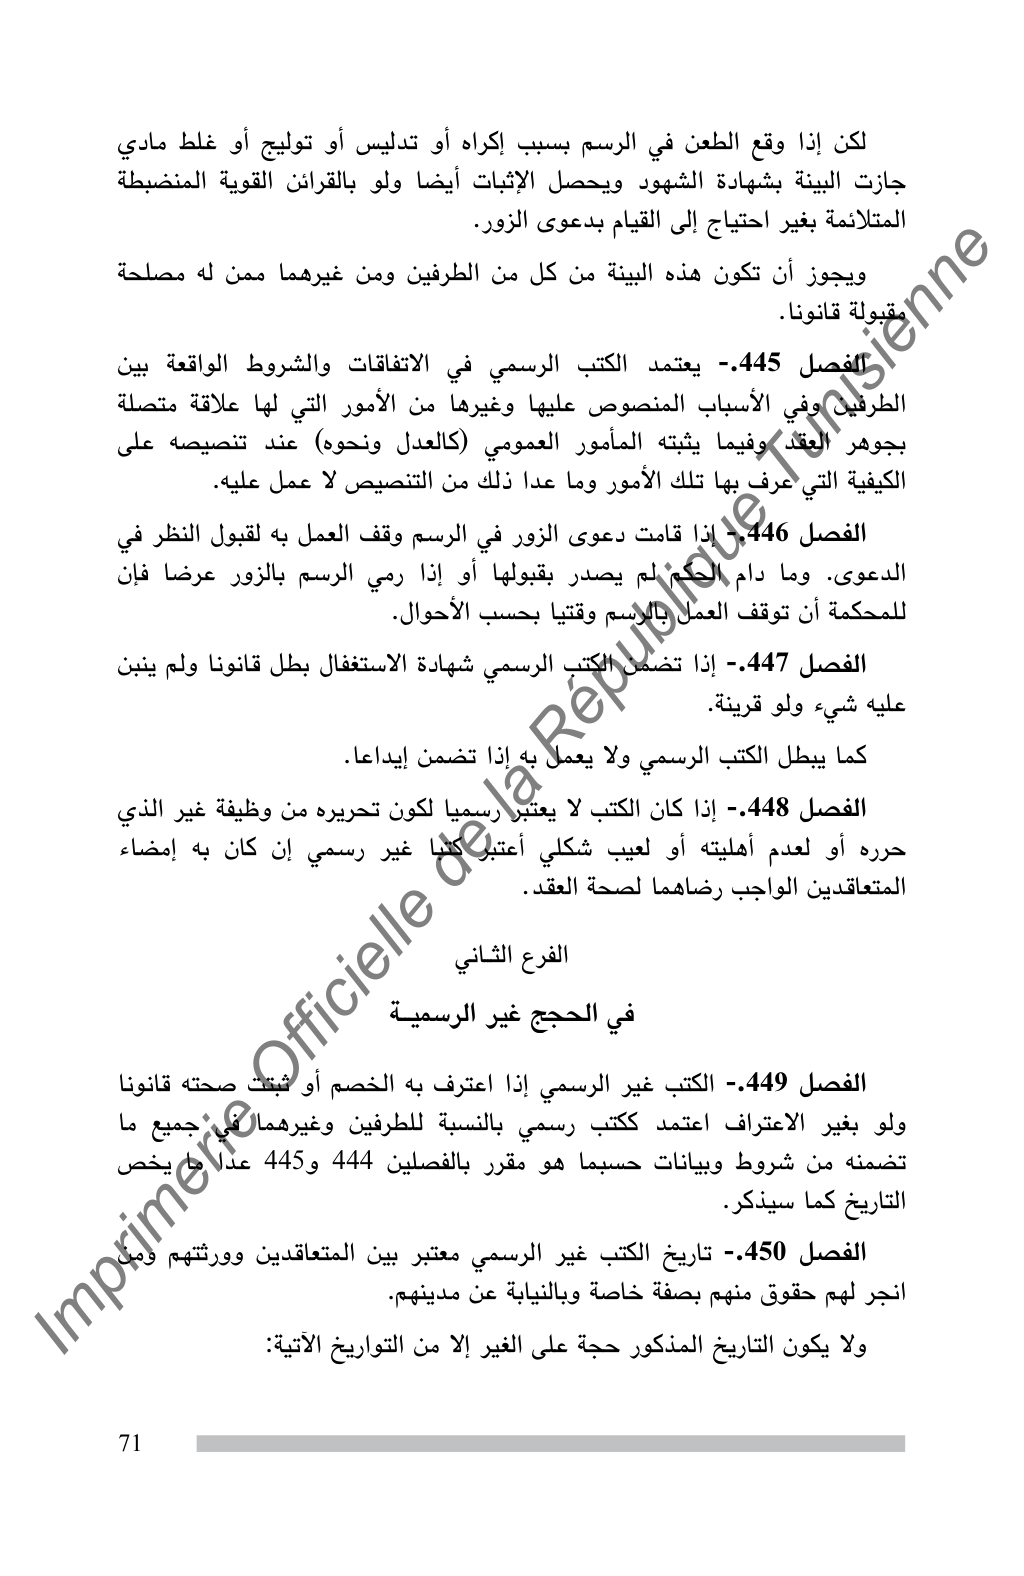 لكن إذا وقع الطعن في الرسم بسبب إكراه أو تدليس أو توليج أو غلط مادي
جازت البينة بشهادة الشهود ويحصل الإثبات أيضا ولو بالقرائن القوية المنضبطة
المتلائمة بغير احتياج إلى القيام بدعوى الزور.
ويجوز أن تكون هذه البينة من كل من الطرفين ومن غيرهما ممن له مصلحة
مقبولة قانونا.
الفصل 445.- يعتمد الكتب الرسمي في الاتفاقات والشروط الواقعة بين
الطرفين وفي الأسباب المنصوص عليها وغيرها من الأمور التي لها علاقة متصلة
بجوهر العقد وفيما يثبته المأمور العمومي (كالعدل ونحوه) عند تنصيصه على
الكيفية التي عرف بها تلك الأمور وما عدا ذلك من التنصيص لا عمل عليه.
الفصل 446.- إذا قامت دعوى الزور في الرسم وقف العمل به لقبول النظر في
الدعوى. وما دام الحكم لم يصدر بقبولها أو إذا رمي الرسم بالزور عرضا فإن
للمحكمة أن توقف العمل بالرسم وقتيا بحسب الأحوال.
الفصل 447.- إذا تضمن الكتب الرسمي شهادة الاستغفال بطل قانونا ولم ينبن
عليه شيء ولو قرينة.
كما يبطل الكتب الرسمي ولا يعمل به إذا تضمن إيداعا.
الفصل 448.- إذا كان الكتب لا يعتبر رسميا لكون تحريره من وظيفة غير الذي
حرره أو لعدم أهليته أو لعيب شكلي أعتبر كتبا غير رسمي إن كان به إمضاء
المتعاقدين الواجب رضاهما لصحة العقد.
الفرع الثـاني
في الحجج غير الرسميـة
الفصل 449.- الكتب غير الرسمي إذا اعترف به الخصم أو ثبتت صحته قانونا
ولو بغير الاعتراف اعتمد ككتب رسمي بالنسبة للطرفين وغيرهما في جميع ما
تضمنه من شروط وبيانات حسبما هو مقرر بالفصلين 444 و445 عدا ما يخص
التاريخ كما سيذكر.
الفصل 450.- تاريخ الكتب غير الرسمي معتبر بين المتعاقدين وورثتهم ومن
انجر لهم حقوق منهم بصفة خاصة وبالنيابة عن مدينهم.
ولا يكون التاريخ المذكور حجة على الغير إلا من التواريخ الآتية:
71
Imprimerie Officielle de la République Tunisienne